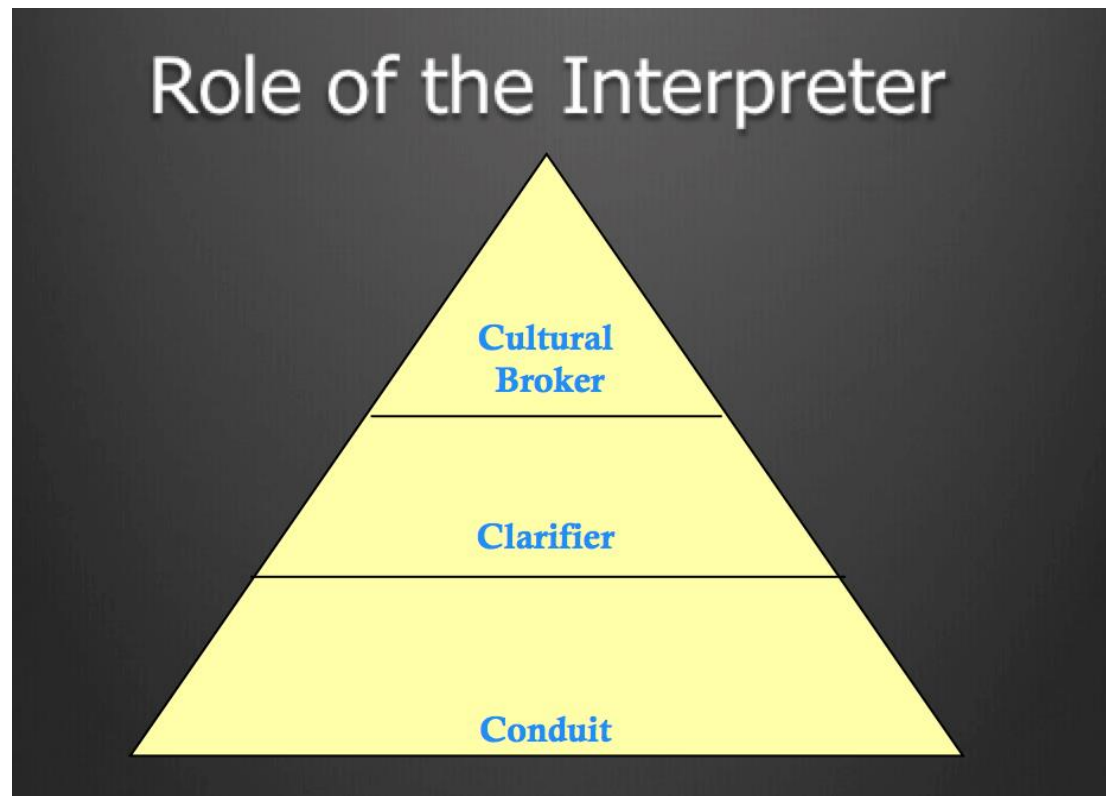 Role of the Interpreter
Cultural
Broker
Clarifier
Conduit